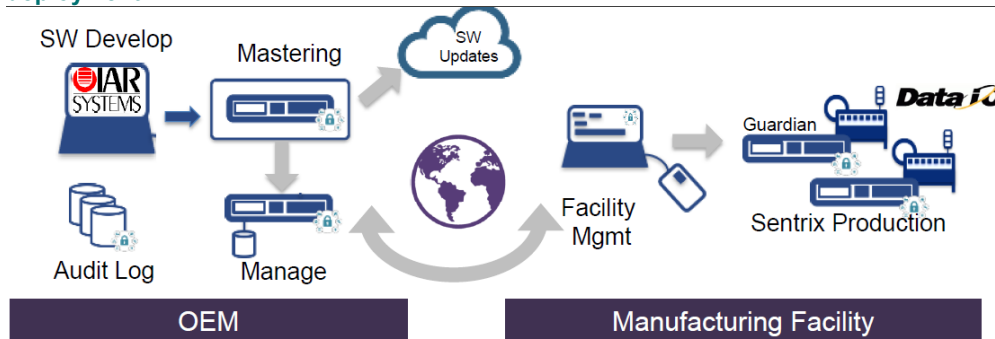 SW Develop
IAR
SYSTEMS
Mastering
SW
Updates
Guardian
Data
Facility
Mgmt
Sentrix Production
Audit Log
Manage
OEM
Manufacturing Facility